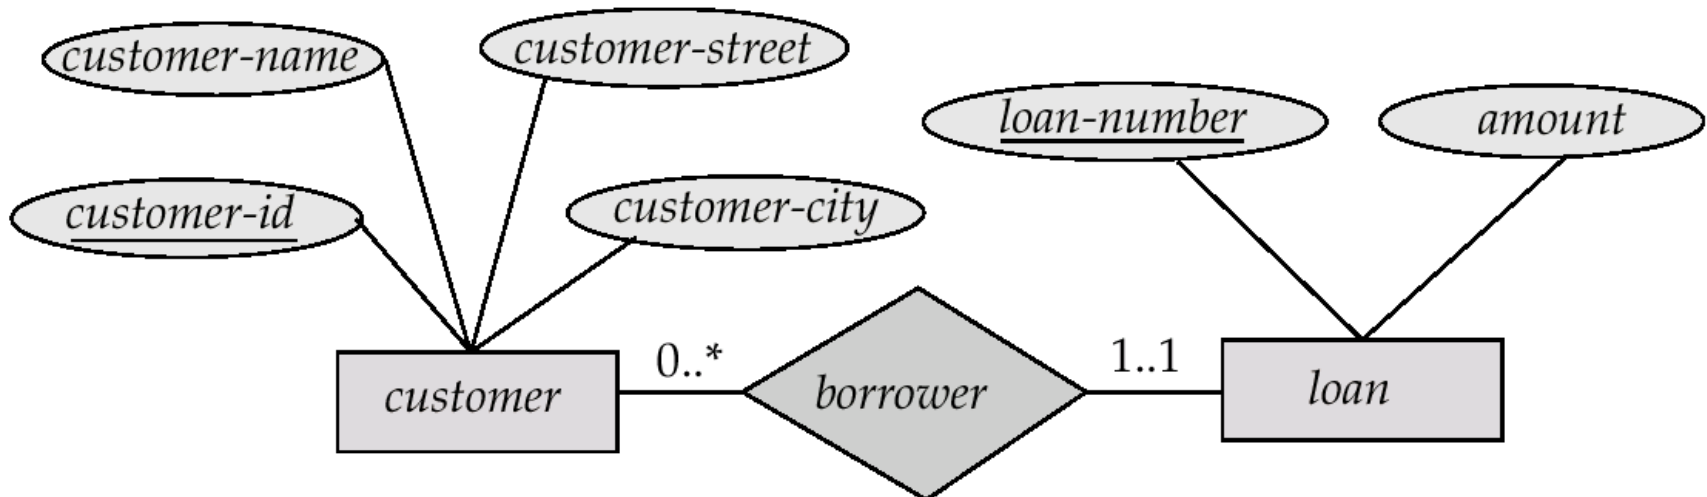 customer-name
customer-street
loan-number
amount
customer-id
customer-city
0..*
1..1
customer
borrower
loan